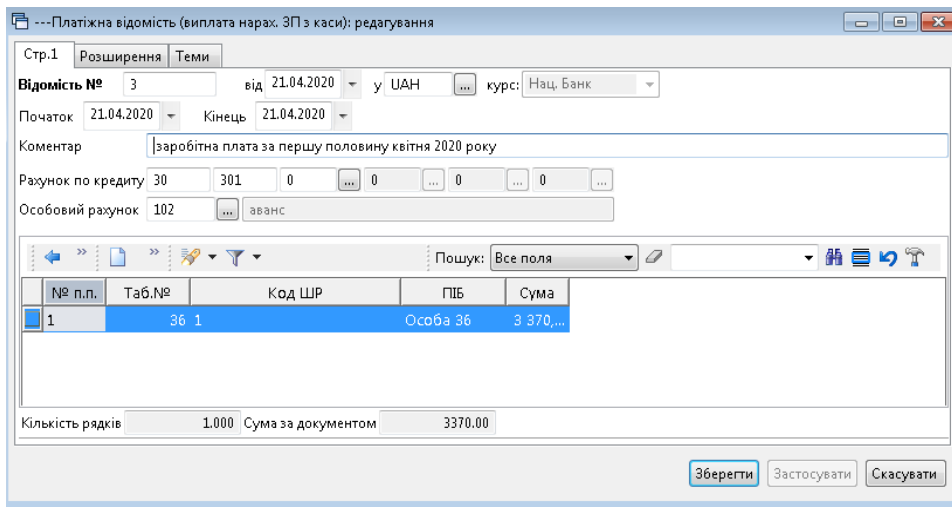 ---Платіжна відомість (виплата нарах. ЗП з каси): редагування
Стр.1 Розширення Теми
Відомість № 3 від 21.04.2020 у UAH ... курс: Нац. Банк
Початок 21.04.2020 Кінець 21.04.2020
Коментар заробітна плата за першу половину квітня 2020 року
Рахунок по кредиту 30 301 0 ... 0 ... 0 ... 0 ...
Особовий рахунок 102 ... аванс
Пошук: Все поля
№ п.п. Таб.№ Код ШР ПІБ Сума
1 36 1 Особа 36 3 370,...
Кількість рядків 1.000 Сума за документом 3370.00
Зберегти Застосувати Скасувати